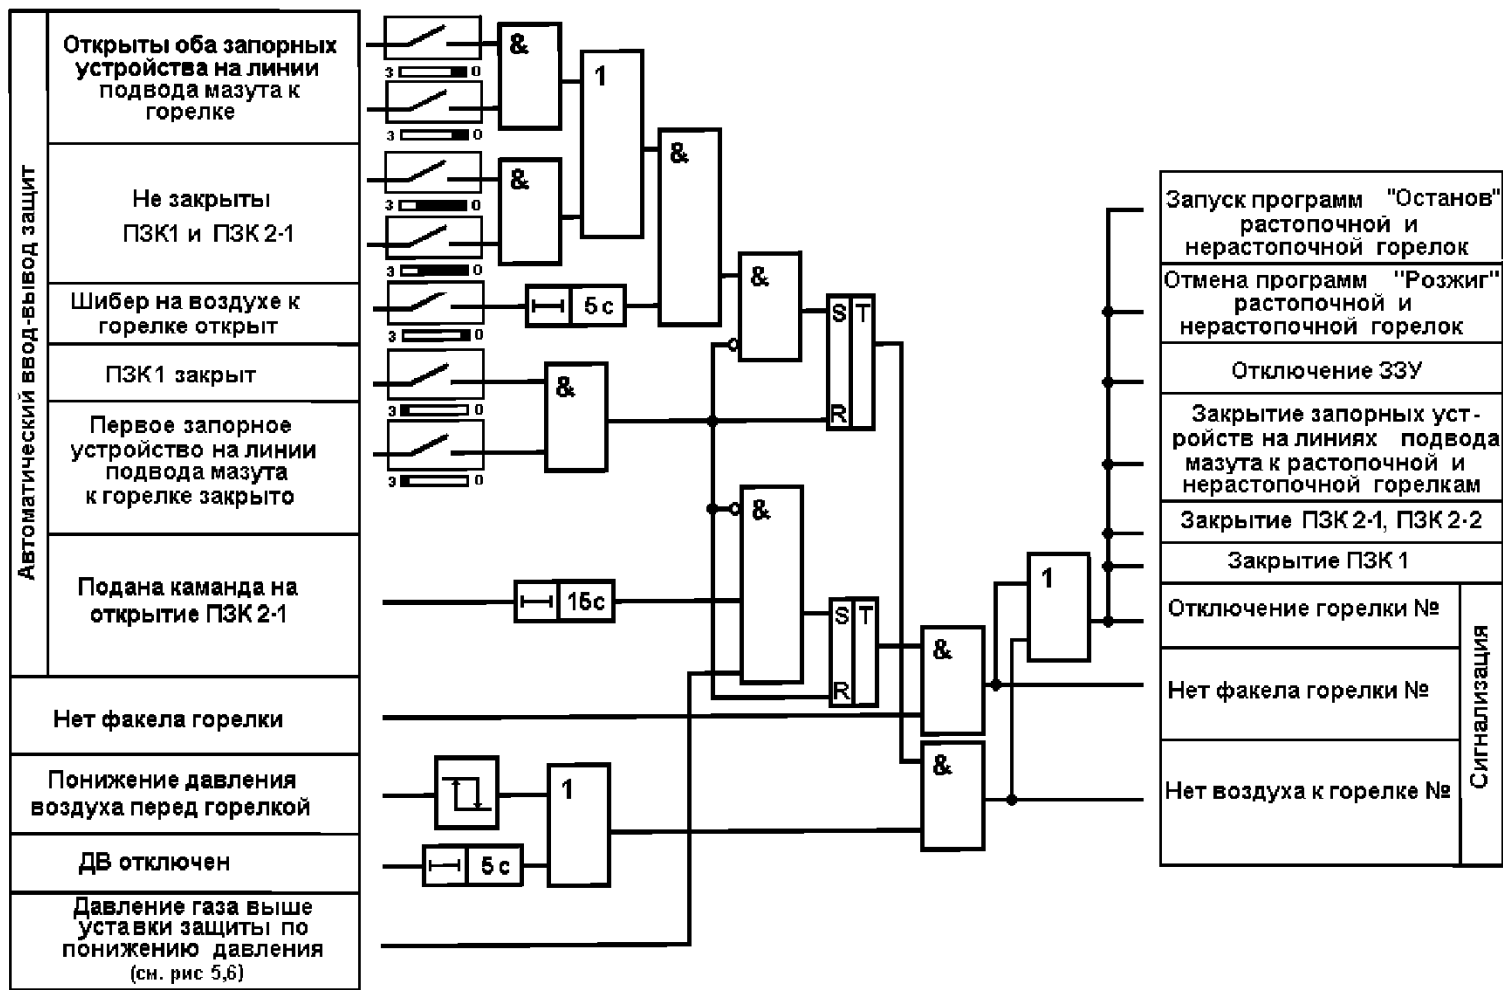 Автоматический ввод-вывод защит
Открыты оба запорных
устройства на линии
подвода мазута к
горелке
Не закрыты
ПЗК1 и ПЗК 2-1
Шибер на воздухе к
горелке открыт
ПЗК1 закрыт
Первое запорное
устройство на линии
подвода мазута
к горелке закрыто
Подана каманда на
открытие ПЗК 2-1
Нет факела горелки
Понижение давления
воздуха перед горелкой
ДВ отключен
Давление газа выше
уставки защиты по
понижению давления
(см. рис 5,6)
З О
З О
З О
З О
З О
З О
З О
&
&
1
&
5 с
&
&
S T
R
&
15с
S T
R
1
5 с
&
&
1
Запуск программ "Останов"
растопочной и
нерастопочной горелок
Отмена программ "Розжиг"
растопочной и
нерастопочной горелок
Отключение ЗЗУ
Закрытие запорных уст-
ройств на линиях подвода
мазута к растопочной и
нерастопочной горелкам
Закрытие ПЗК 2-1, ПЗК 2-2
Закрытие ПЗК 1
Отключение горелки №
Нет факела горелки №
Нет воздуха к горелке №
Сигнализация